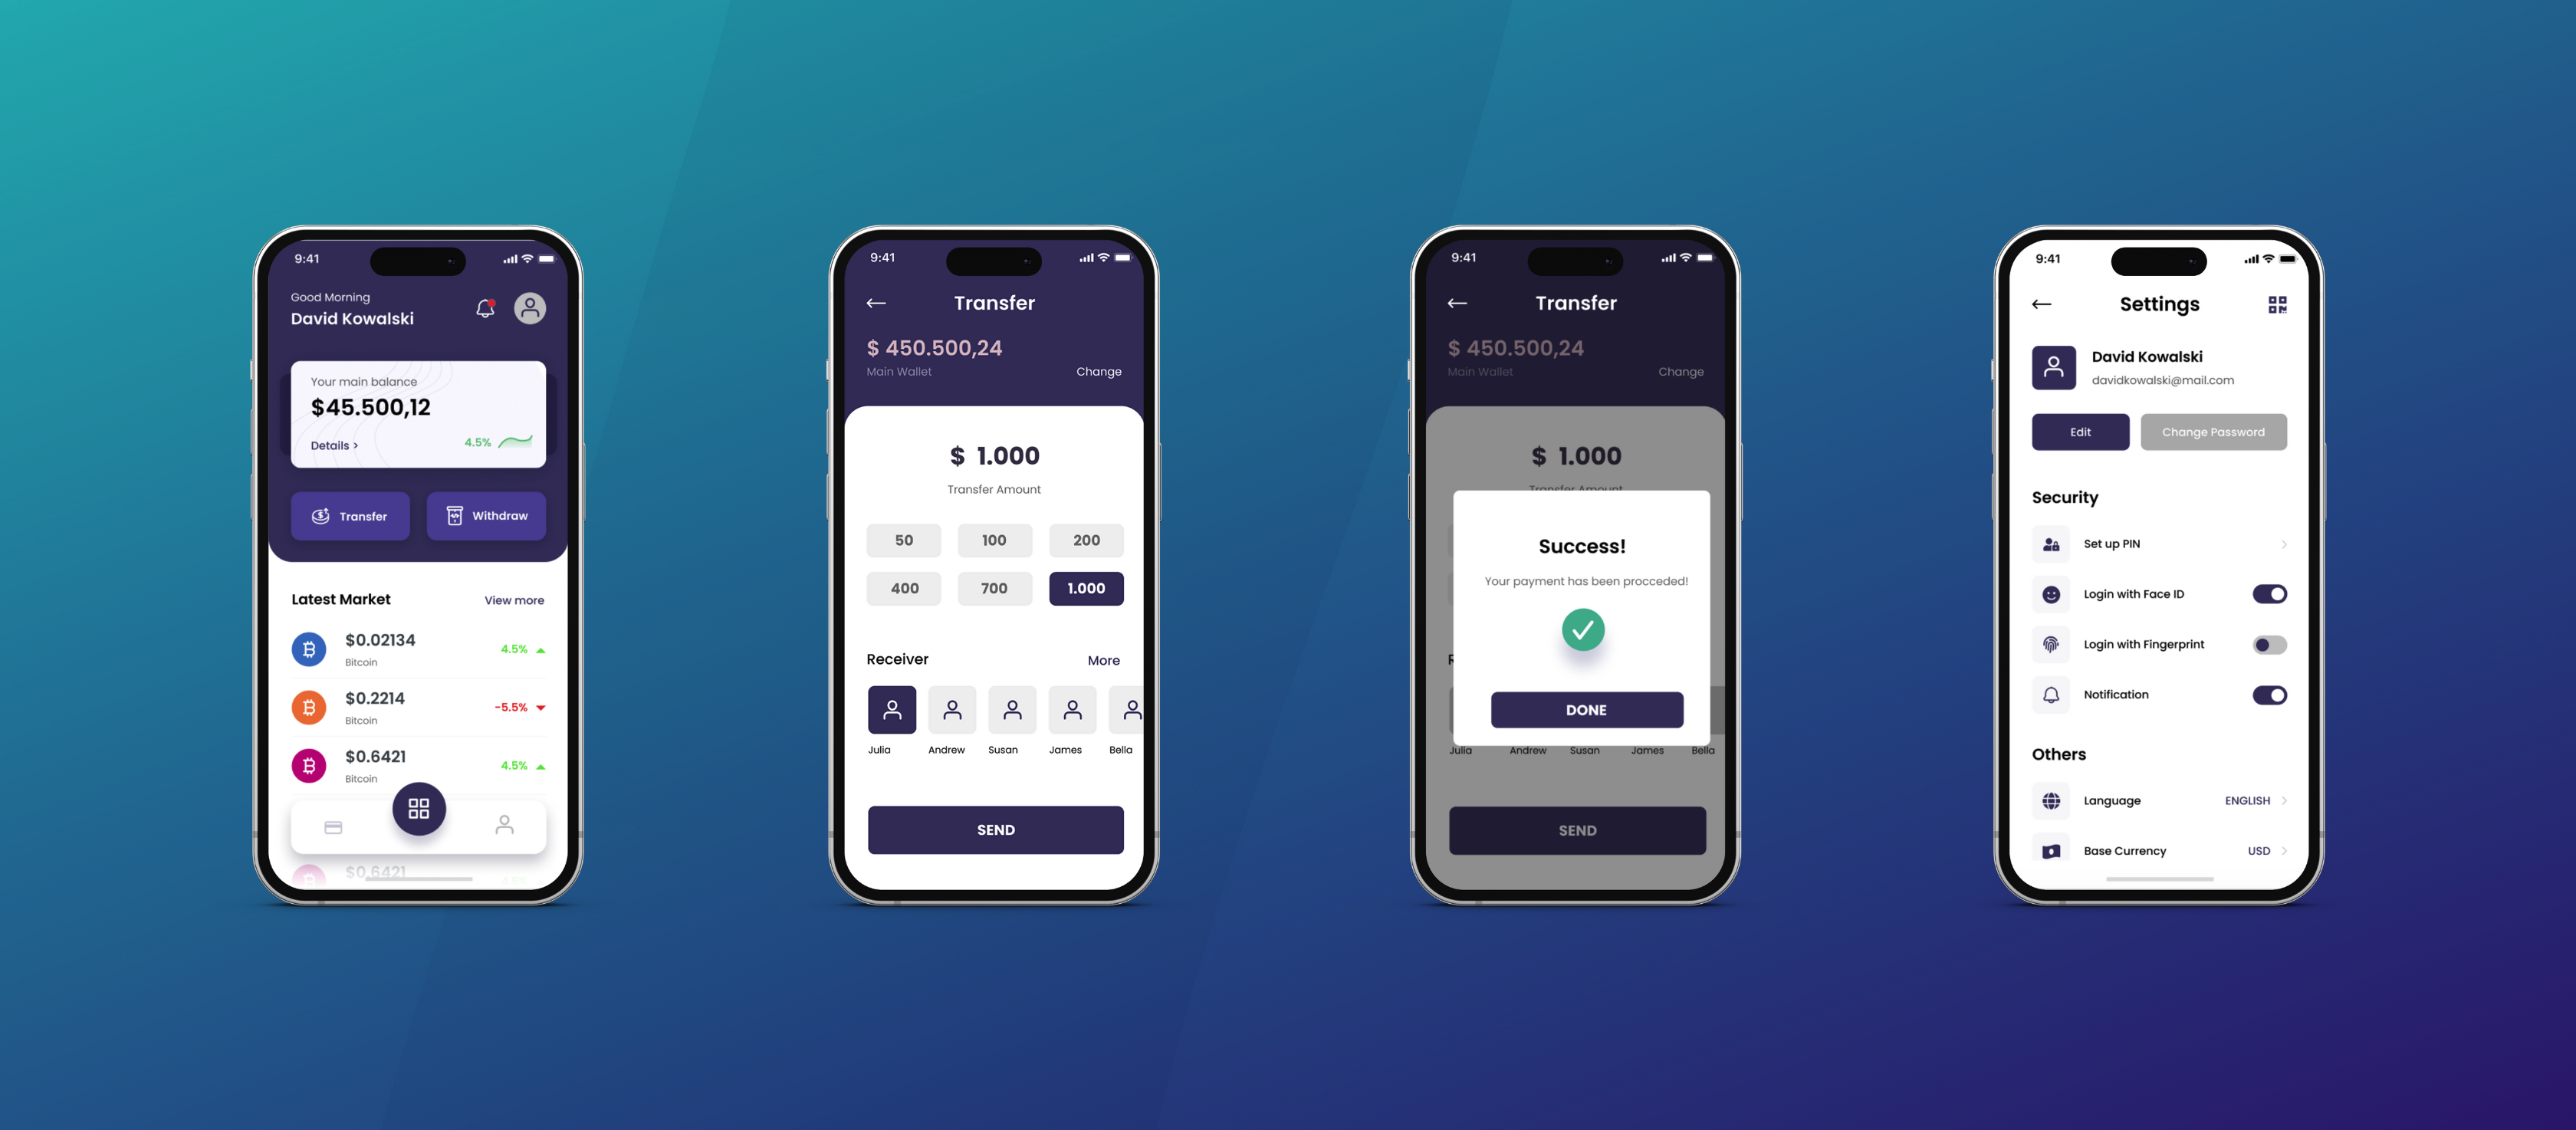 9:41
Good Morning
David Kowalski
Your main balance
$45.500,12
Details >
4.5%
Transfer
Withdraw
Latest Market
View more
$0.02134
Bitcoin
4.5%
$0.2214
Bitcoin
-5.5%
$0.6421
Bitcoin
4.5%
$0.6421
9:41
Transfer
$ 450.500,24
Main Wallet
Change
$ 1.000
Transfer Amount
50
100
200
400
700
1.000
Receiver
More
Julia
Andrew
Susan
James
Bella
SEND
9:41
Transfer
$ 450.500,24
Main Wallet
Change
$ 1.000
Transfer Amount
Success!
Your payment has been procceded!
DONE
Julia
Andrew
Susan
James
Bella
SEND
9:41
Settings
David Kowalski
davidkowalski@mail.com
Edit
Change Password
Security
Set up PIN
Login with Face ID
Login with Fingerprint
Notification
Others
Language
ENGLISH
Base Currency
USD